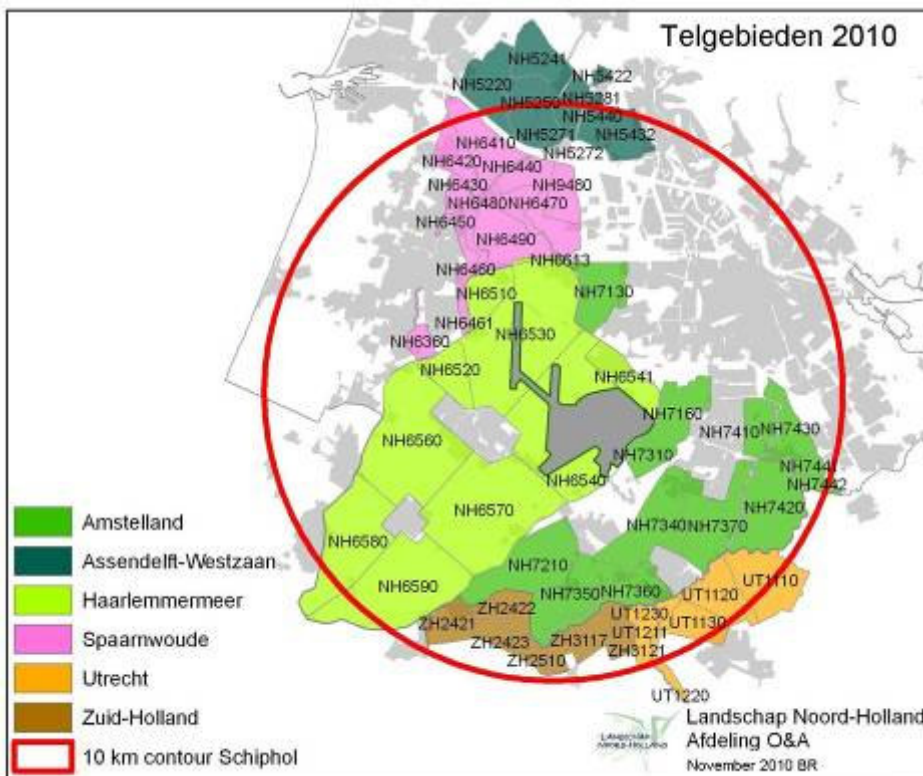 Telgebieden 2010
NH5241
NH5220
NH5422
NH5250
NH5281
NH5440
NH5271
NH5432
NH5272
NH6410
NH6420
NH6440
NH6430
NH9480
NH6480
NH6470
NH6450
NH6490
NH6460
NH6613
NH6510
NH7130
NH6461
NH6530
NH6360
NH6520
NH6541
NH7160
NH7410
NH7430
NH6560
NH7310
NH6540
NH7441
NH7442
NH6570
NH7420
NH7340
NH7370
NH6580
NH7210
NH6590
NH7350
NH7360
UT1110
UT1120
ZH2422
ZH2421
UT1230
UT1130
ZH2423
ZH3117
UT1211
ZH2510
ZH3121
UT1220
Amstelland
Assendelft-Westzaan
Haarlemmermeer
Spaarnwoude
Utrecht
Zuid-Holland
10 km contour Schiphol
LANDSCHAP
NOORD-HOLLAND
Landschap Noord-Holland
Afdeling O&A
November 2010 BR